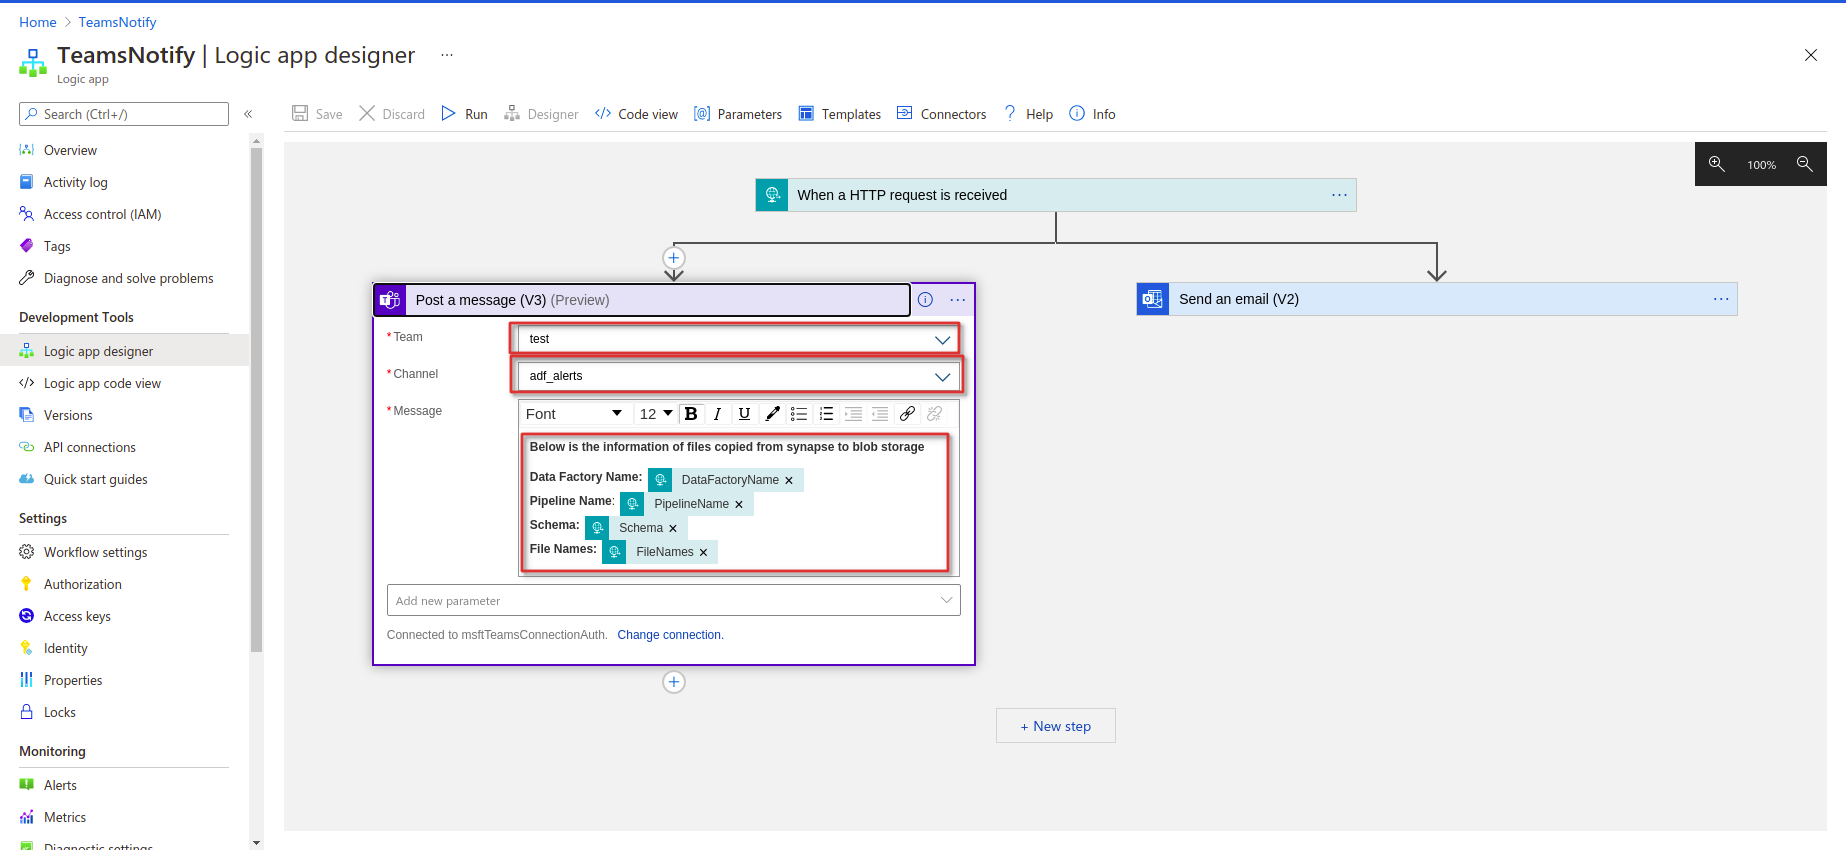 Home > TeamsNotify
TeamsNotify | Logic app designer ...
Logic app
Search (Ctrl+/) «
Overview
Activity log
Access control (IAM)
Tags
Diagnose and solve problems
Development Tools
Logic app designer
Logic app code view
Versions
API connections
Quick start guides
Settings
Workflow settings
Authorization
Access keys
Identity
Properties
Locks
Monitoring
Alerts
Metrics
Diagnostic settings
Save Discard Run Designer Code view Parameters Templates Connectors Help Info
100%
When a HTTP request is received
Post a message (V3) (Preview)
* Team test
* Channel adf_alerts
* Message
Font 12 B I U
Below is the information of files copied from synapse to blob storage
Data Factory Name: DataFactoryName ×
Pipeline Name: PipelineName ×
Schema: Schema ×
File Names: FileNames ×
Add new parameter
Connected to msftTeamsConnectionAuth. Change connection.
Send an email (V2)
+ New step